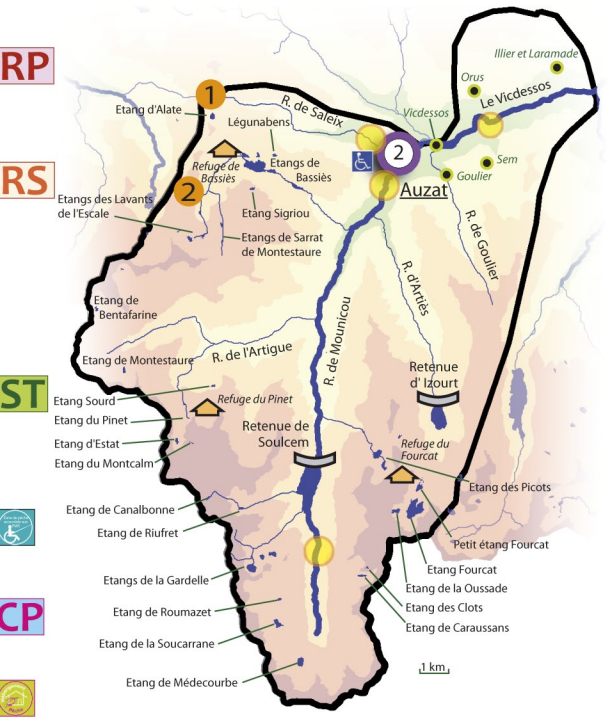 RP
RS
ST
CP
Illier et Laramade
Orus
Le Vicdessos
1
R. de Saleix
Etang d'Alate
Légunabens
Vicdessos
2
Refuge de
Bassiès
Etangs de
Bassiès
Sem
Goulier
Auzat
2
Etangs des Lavants
de l'Escale
Etang Sigriou
Etangs de Sarrat
de Montestaure
R. de Goulier
R. d'Artiès
R. de Mounicou
Etang de
Bentafarine
R. de l'Artigue
Etang de Montestaure
Retenue
d' Izourt
Etang Sourd
Refuge du Pinet
Etang du Pinet
Retenue de
Soulcem
Etang d'Estat
Etang du Montcalm
Refuge du
Fourcat
Etang des Picots
Etang de Canalbonne
Etang de Riufret
Petit étang Fourcat
Etang Fourcat
Etangs de la Gardelle
Etang de la Oussade
Etang des Clots
Etang de Roumazet
Etang de Caraussans
Etang de la Soucarrane
Etang de Médecourbe
1 km